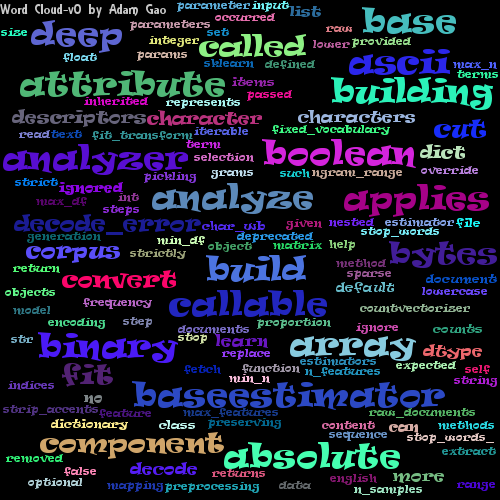 Word Cloud-v0 by Adam Gao
parameter input list
occurred
parameters raw base
size deep integer set called lower provided
float params sklearn defined ascii max_n
attribute items building terms
inherited represents passed
descriptors character characters
read text fit_transform iterable fixed_vocabulary cut
analyzer term selection boolean dict
pickling grams such ngram_range override
strict ignored
max_df int analyze applies
steps
decode_error char_wb given nested estimator file
generation min_df deprecated stop_words
corpus strictly object matrix help bytes
return convert build method sparse document
objects default lowercase
frequency callable countvectorizer
model encoding step documents proportion ignore counts
str binary stop learn array dtype
replace
fit fetch function estimators n_features expected self
indices min_n string
no baseestimator
strip_accents feature max_features raw_documents
dictionary class preserving content can methods
component sequence stop_words_
absolute extract
removed false decode returns english more
optional mapping preprocessing data n_samples range